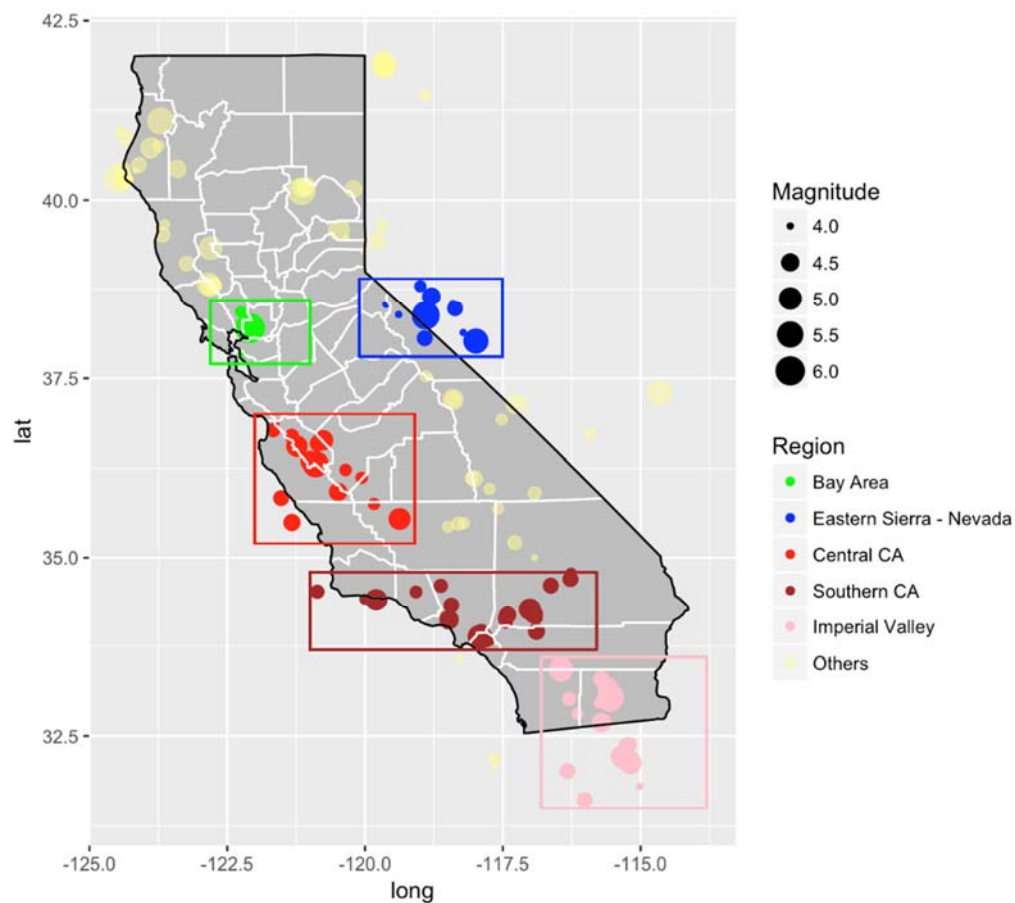 42.5
40.0
37.5
35.0
32.5
lat
-125.0
-122.5
-120.0
-117.5
-115.0
long
Magnitude
4.0
4.5
5.0
5.5
6.0
Region
Bay Area
Eastern Sierra - Nevada
Central CA
Southern CA
Imperial Valley
Others